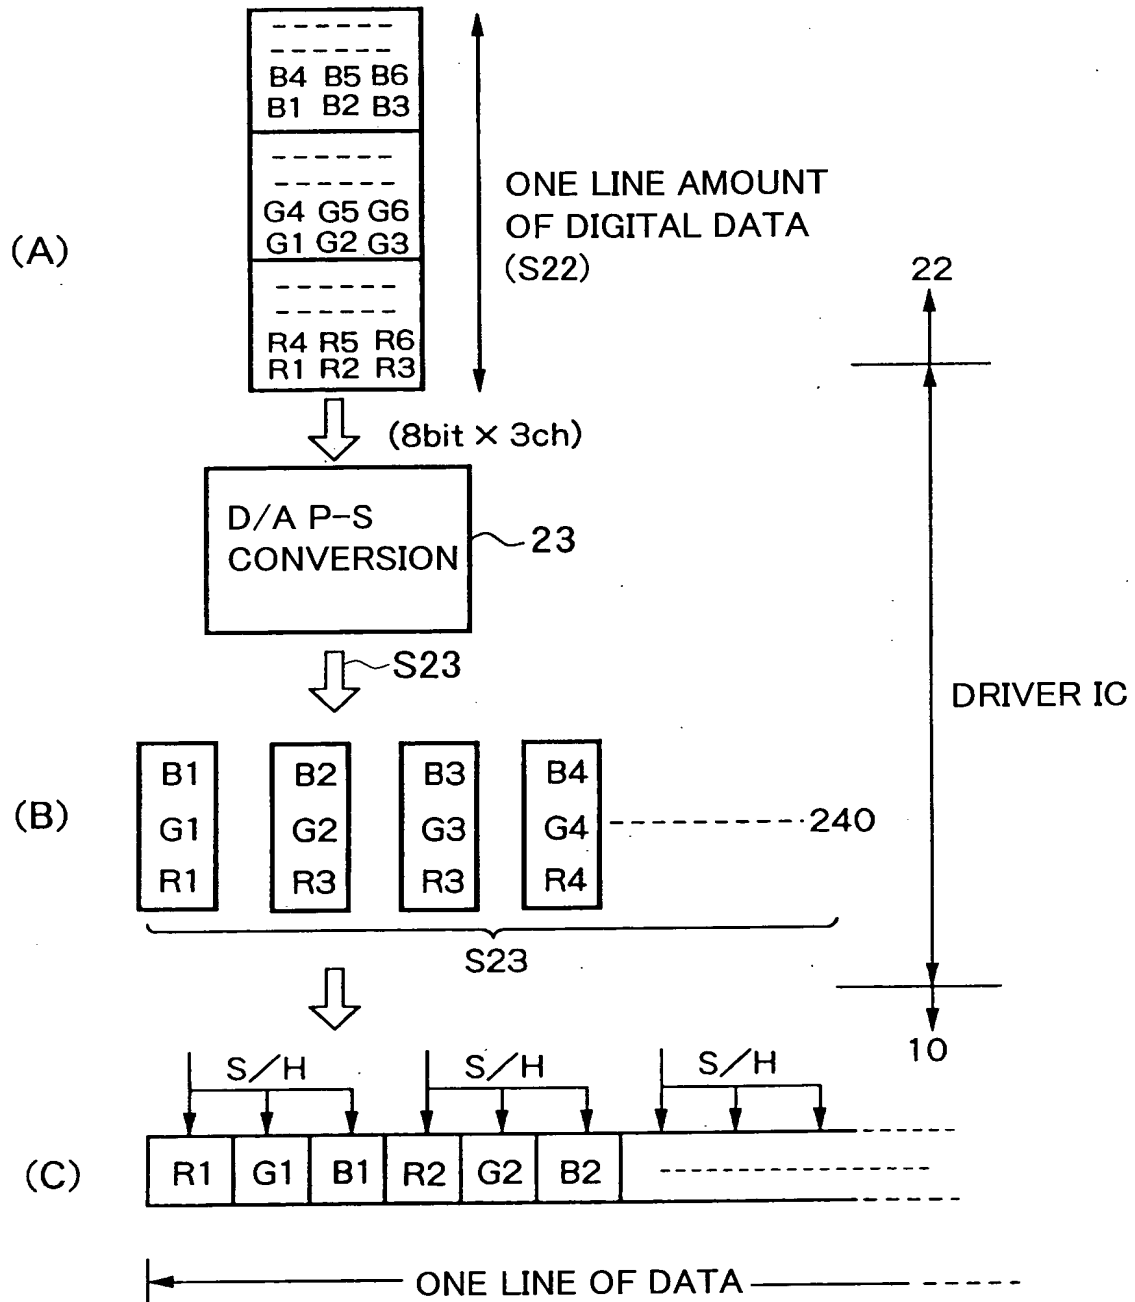 (A)
B4 B5 B6
B1 B2 B3
G4 G5 G6
G1 G2 G3
R4 R5 R6
R1 R2 R3
ONE LINE AMOUNT
OF DIGITAL DATA
(S22)
22
(8bit × 3ch)
D/A P-S
CONVERSION
23
S23
DRIVER IC
(B)
B1 B2 B3 B4
G1 G2 G3 G4 240
R1 R3 R3 R4
S23
10
S/H S/H S/H
(C)
R1 G1 B1 R2 G2 B2
ONE LINE OF DATA